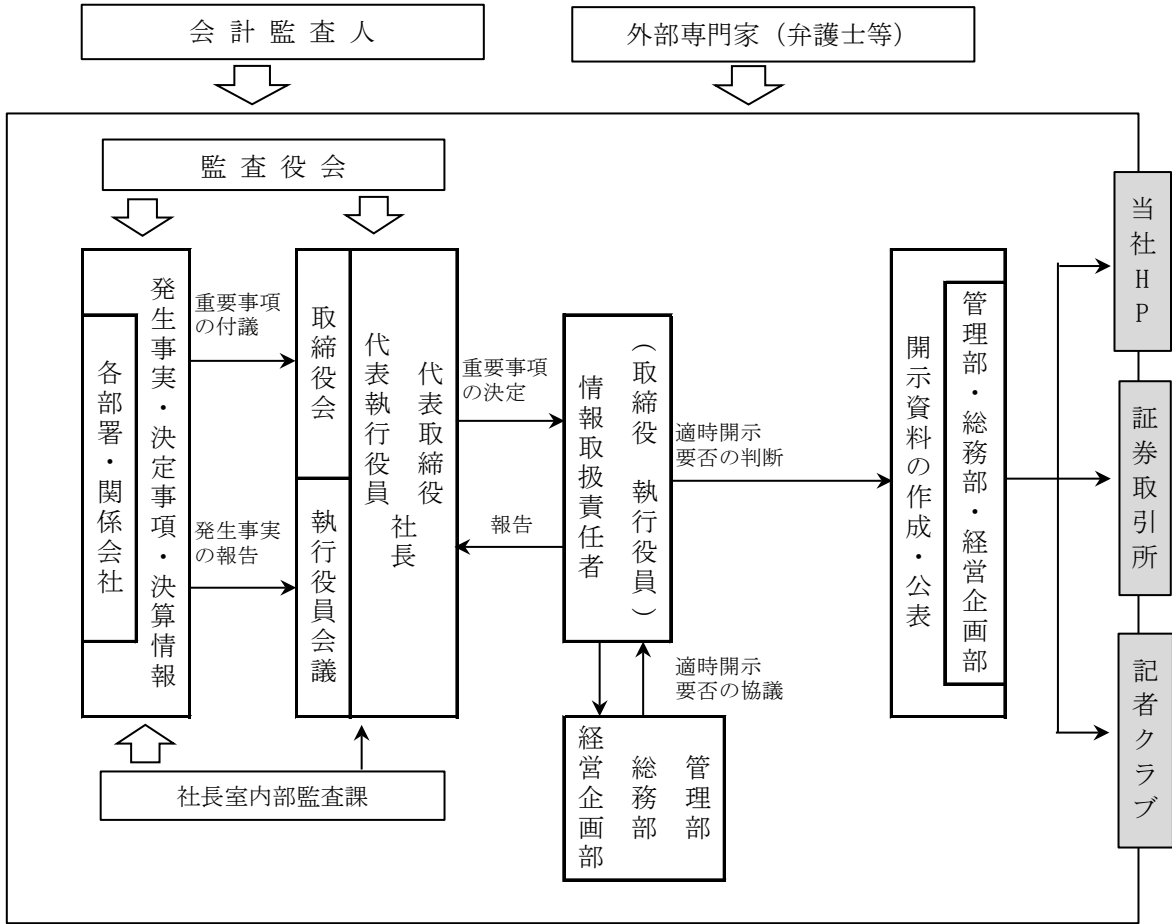 会計監査人
外部専門家（弁護士等）
監査役会
発生事実・決定事項・決算情報
各部署・関係会社
重要事項
の付議
発生事実
の報告
取締役会
執行役員会議
代表取締役
代表執行役員
社長
重要事項
の決定
報告
（取締役　執行役員）
情報取扱責任者
適時開示
要否の判断
適時開示
要否の協議
管理部
総務部
経営企画部
管理部・総務部・経営企画部
開示資料の作成・公表
当社HP
証券取引所
記者クラブ
社長室内部監査課